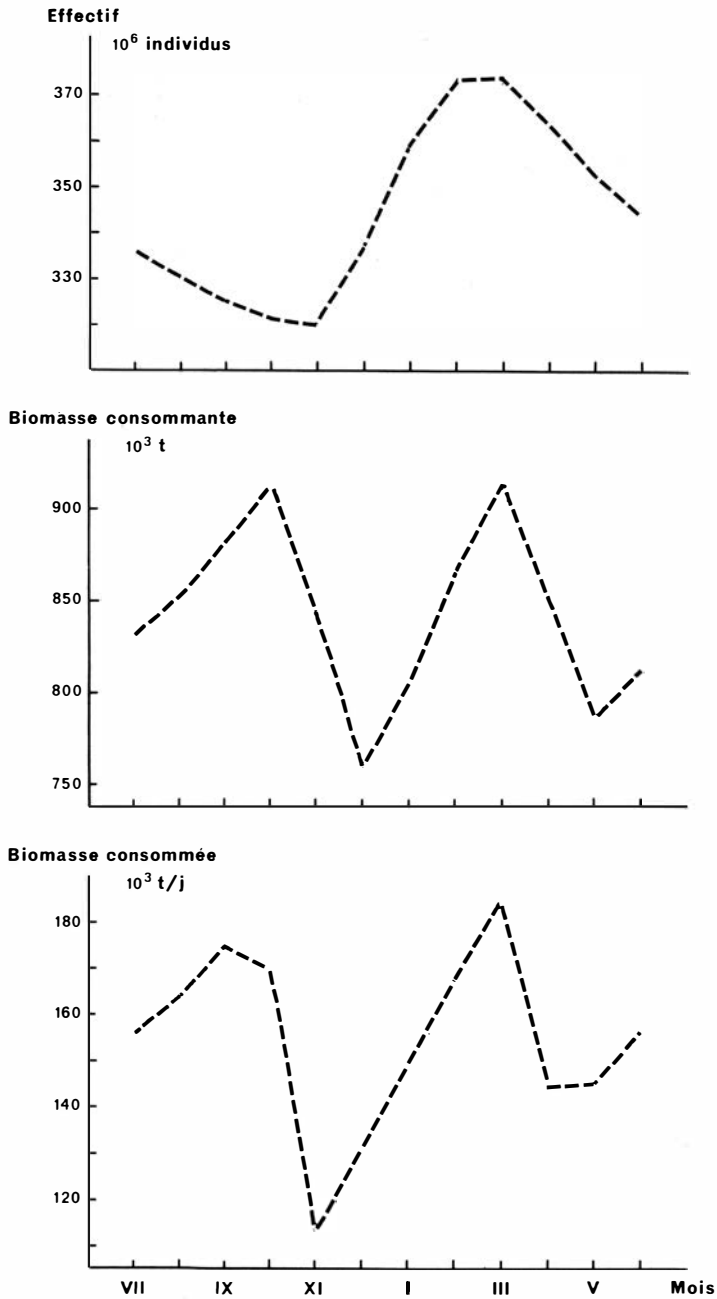 Effectif
10⁶ individus
370
350
330
Biomasse consommante
10³ t
900
850
800
750
Biomasse consommée
10³ t/j
180
160
140
120
VII IX XI I III V Mois